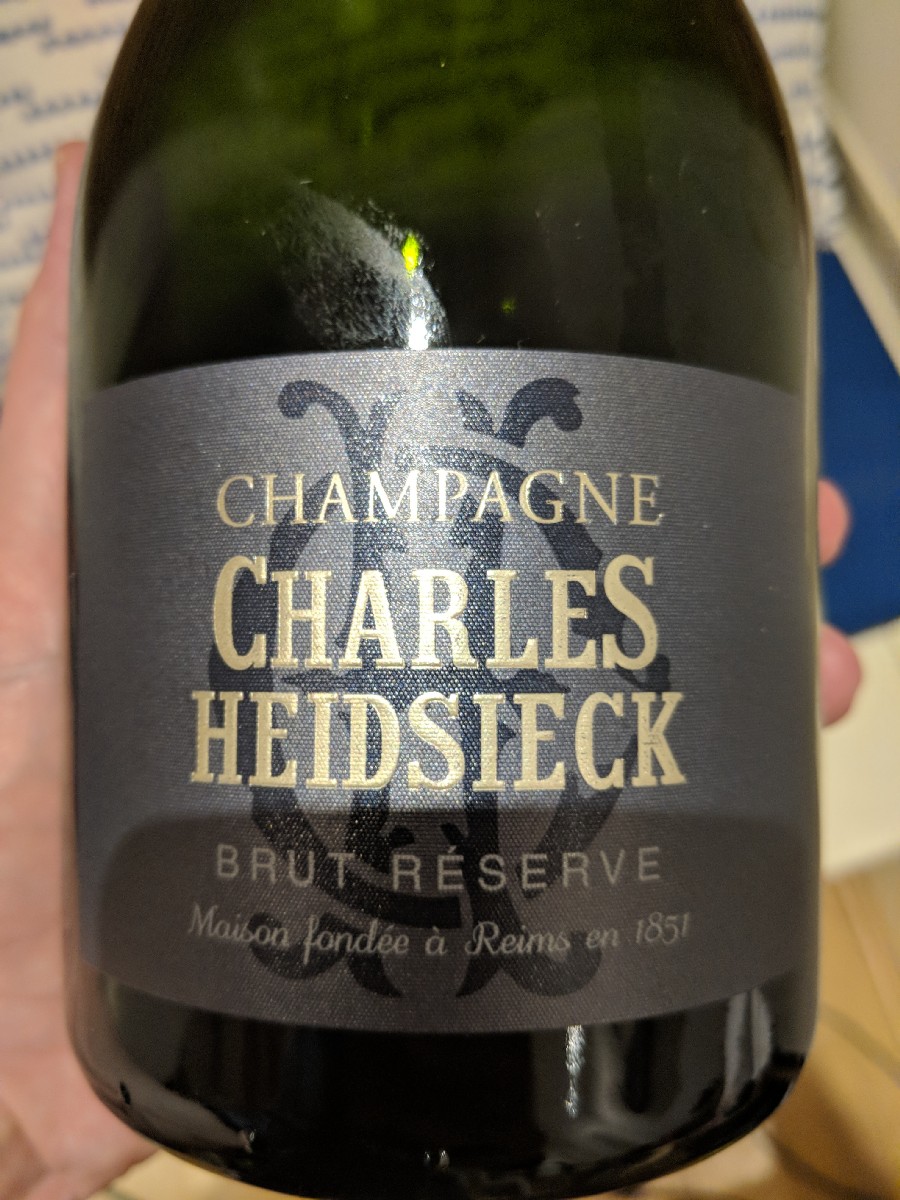 CHAMPAGNE
CHARLES
HEIDSIECK
BRUT RÉSERVE
Maison fondée à Reims en 1851